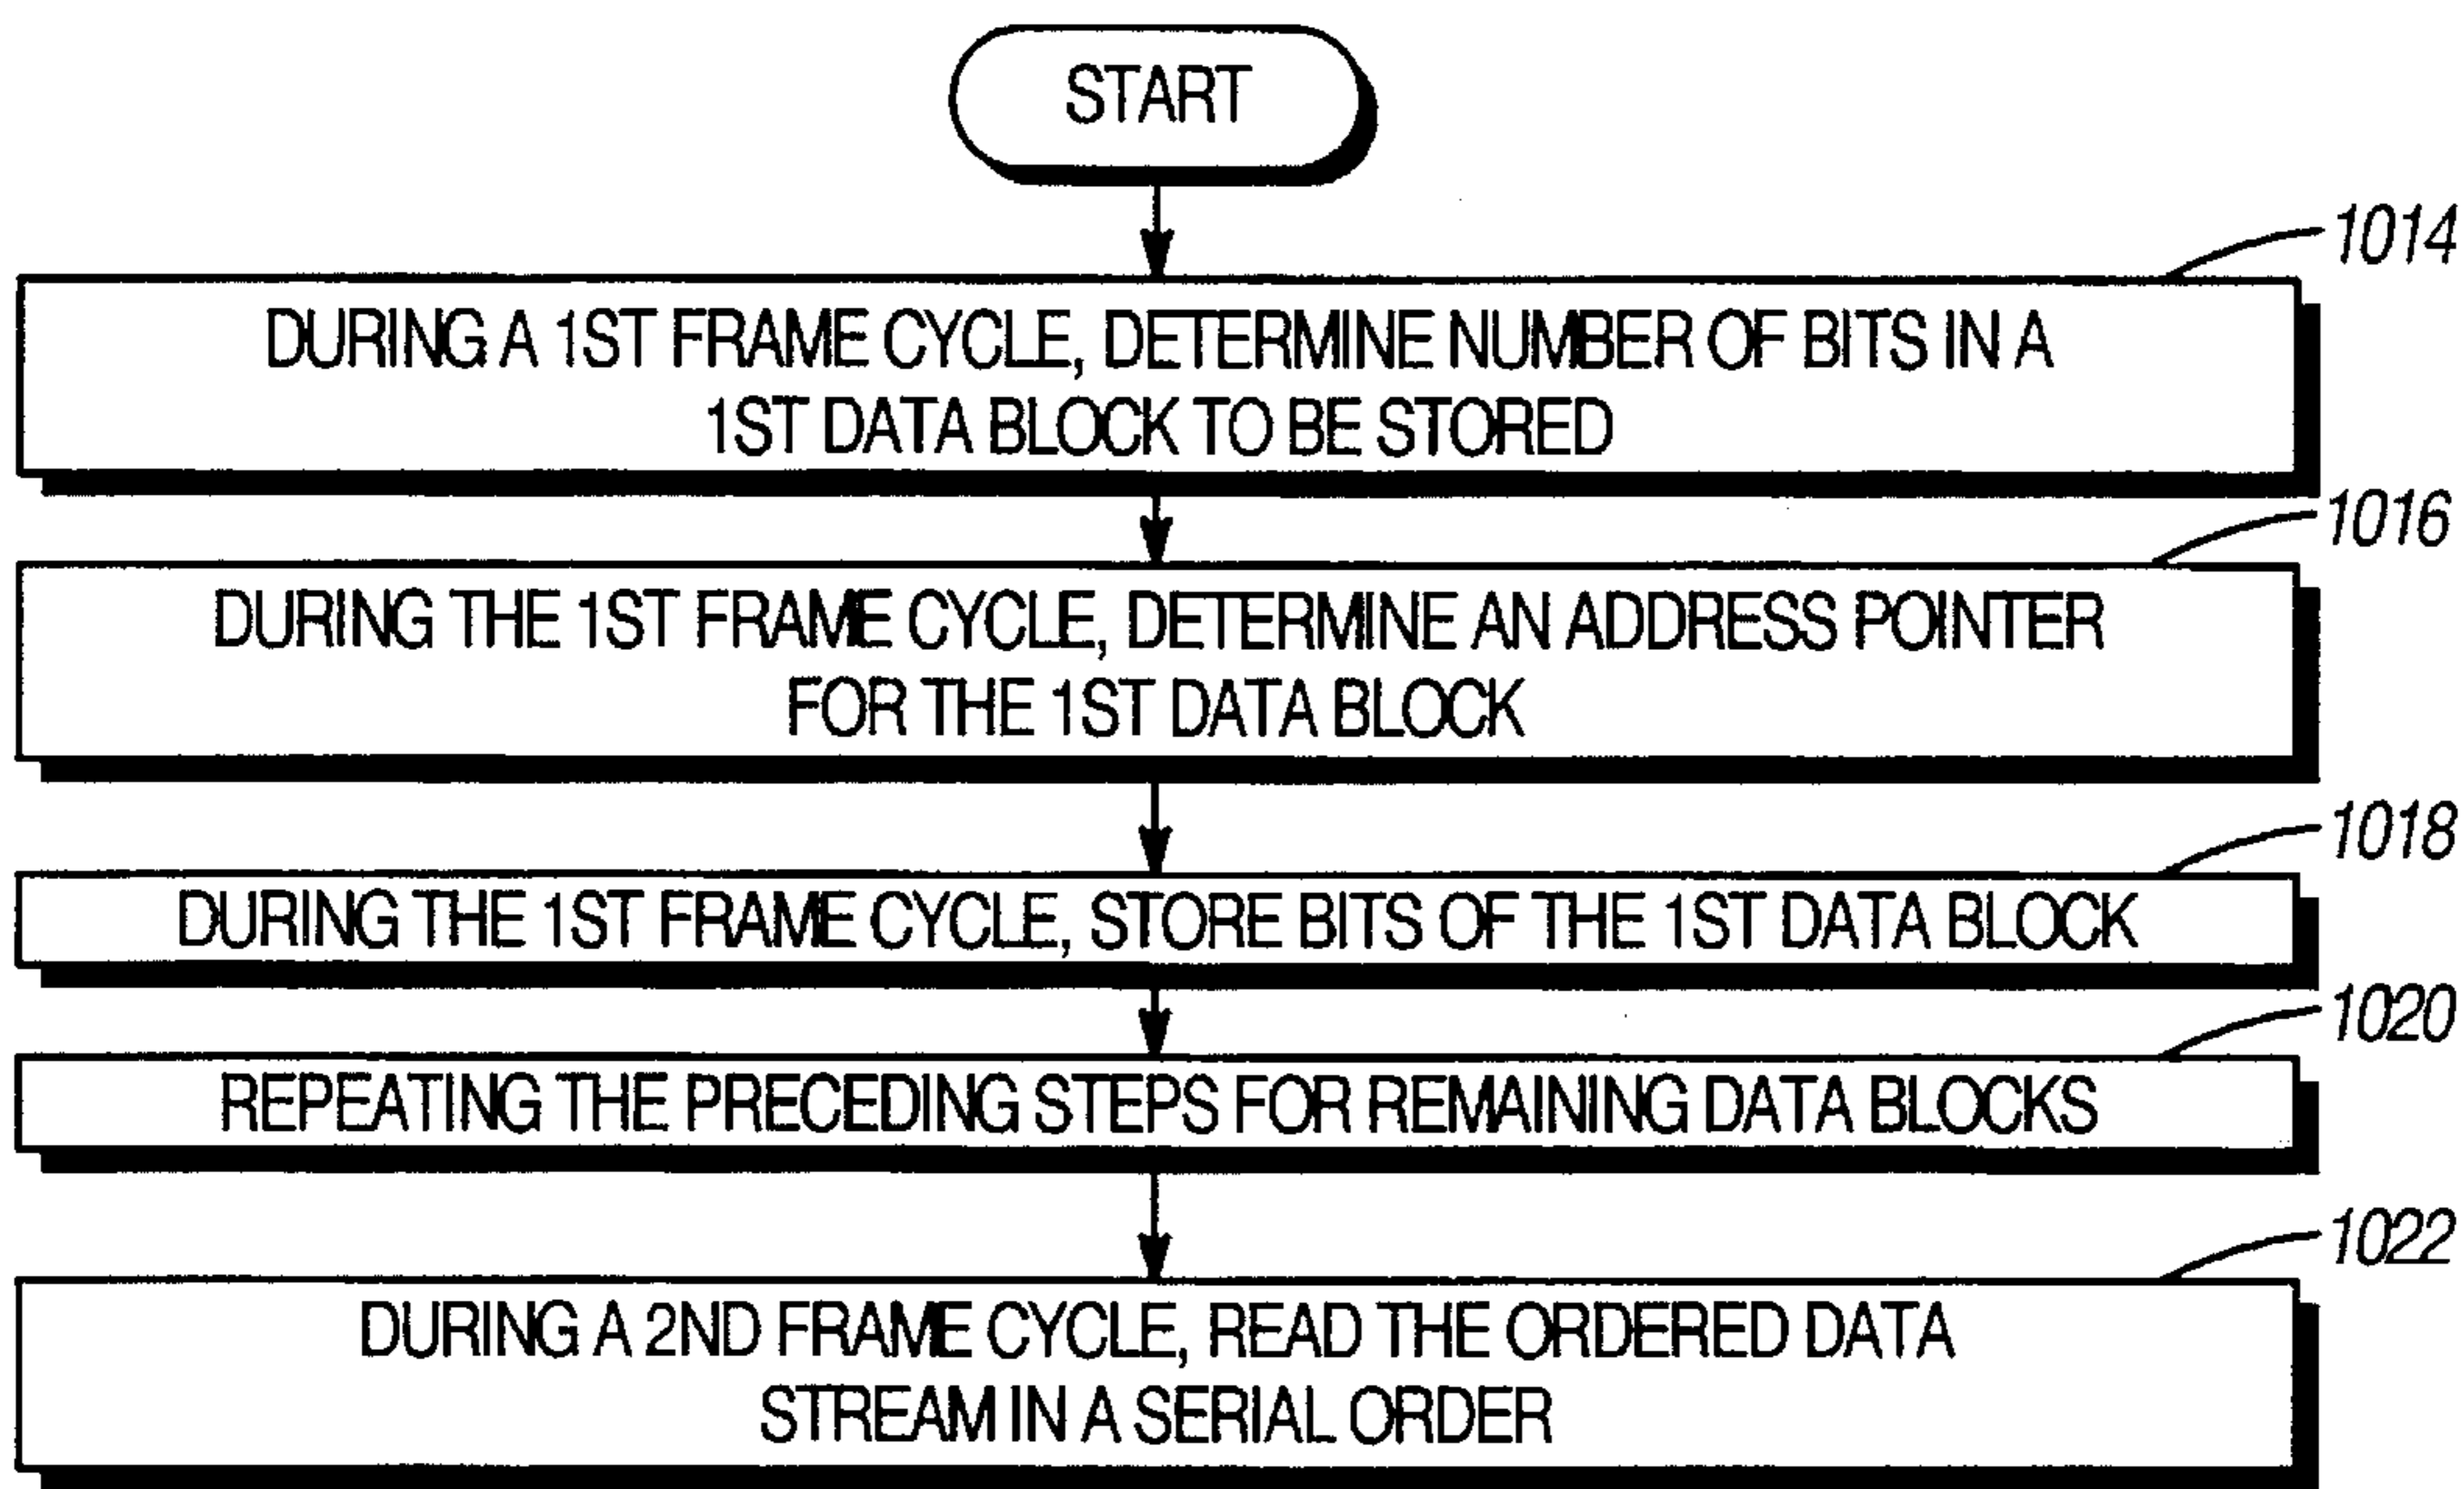 START
1014
DURING A 1ST FRAME CYCLE, DETERMINE NUMBER OF BITS IN A
1ST DATA BLOCK TO BE STORED
1016
DURING THE 1ST FRAME CYCLE, DETERMINE AN ADDRESS POINTER
FOR THE 1ST DATA BLOCK
1018
DURING THE 1ST FRAME CYCLE, STORE BITS OF THE 1ST DATA BLOCK
1020
REPEATING THE PRECEDING STEPS FOR REMAINING DATA BLOCKS
1022
DURING A 2ND FRAME CYCLE, READ THE ORDERED DATA
STREAM IN A SERIAL ORDER